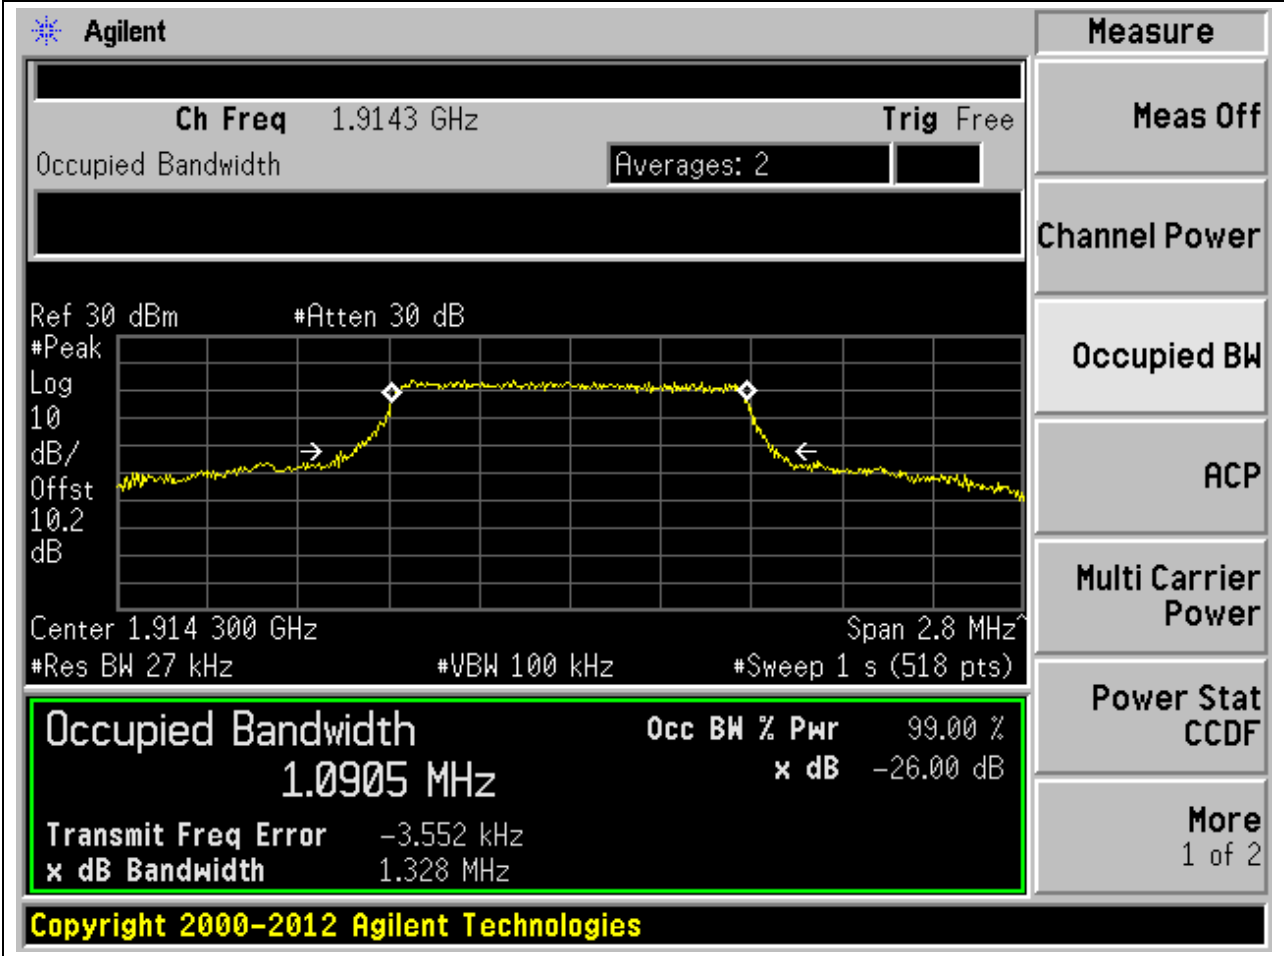 Agilent
Measure
Ch Freq 1.9143 GHz Trig Free
Occupied Bandwidth Averages: 2
Meas Off
Channel Power
Ref 30 dBm #Atten 30 dB
#Peak
Log
10
dB/
Offst
10.2
dB
Occupied BW
ACP
Center 1.914 300 GHz Span 2.8 MHz^
#Res BW 27 kHz #VBW 100 kHz #Sweep 1 s (518 pts)
Multi Carrier
Power
Occupied Bandwidth Occ BW % Pwr 99.00 %
1.0905 MHz x dB -26.00 dB
Transmit Freq Error -3.552 kHz
x dB Bandwidth 1.328 MHz
Power Stat
CCDF
More
1 of 2
Copyright 2000-2012 Agilent Technologies